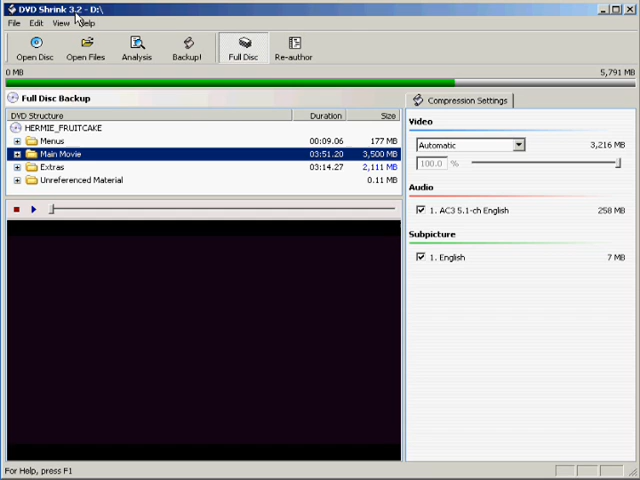 DVD Shrink 3.2 - D:\
File Edit View Help
Open Disc Open Files Analysis Backup! Full Disc Re-author
0 MB 5,791 MB
Full Disc Backup
DVD Structure Duration Size
HERMIE_FRUITCAKE
Menus 00:09.06 177 MB
Main Movie 03:51.20 3,500 MB
Extras 03:14.27 2,111 MB
Unreferenced Material 0.11 MB
Compression Settings
Video
Automatic 3,216 MB
100.0 %
Audio
1. AC3 5.1-ch English 258 MB
Subpicture
1. English 7 MB
For Help, press F1